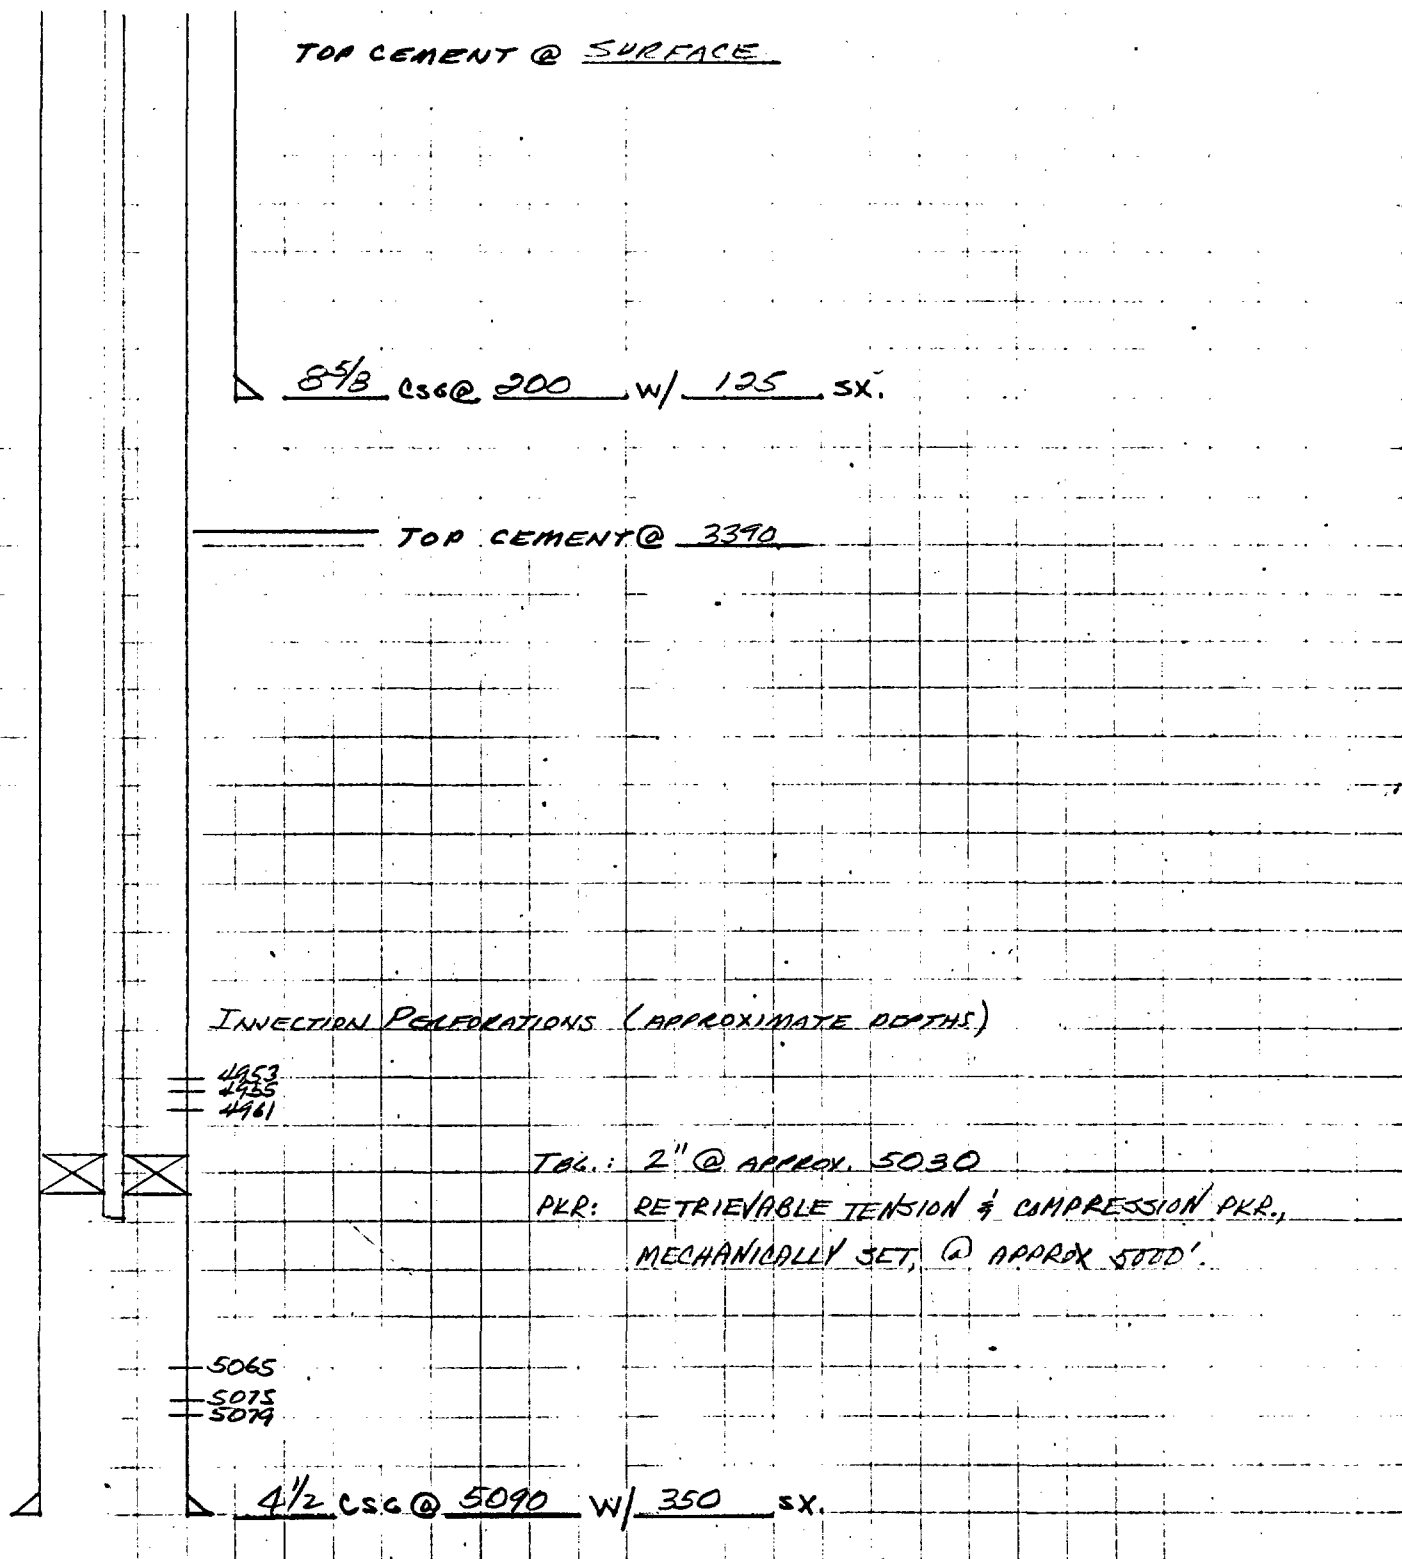 TOP CEMENT @ SURFACE
8 5/8 CSG @ 200 W/ 125 SX.
TOP CEMENT @ 3390
INJECTION PERFORATIONS (APPROXIMATE DEPTHS)
4953
4955
4961
TBG.: 2" @ APPROX. 5030
PKR: RETRIEVABLE TENSION & COMPRESSION PKR.,
MECHANICALLY SET, @ APPROX 5000'.
5065
5075
5079
4 1/2 CSG @ 5090 W/ 350 SX.